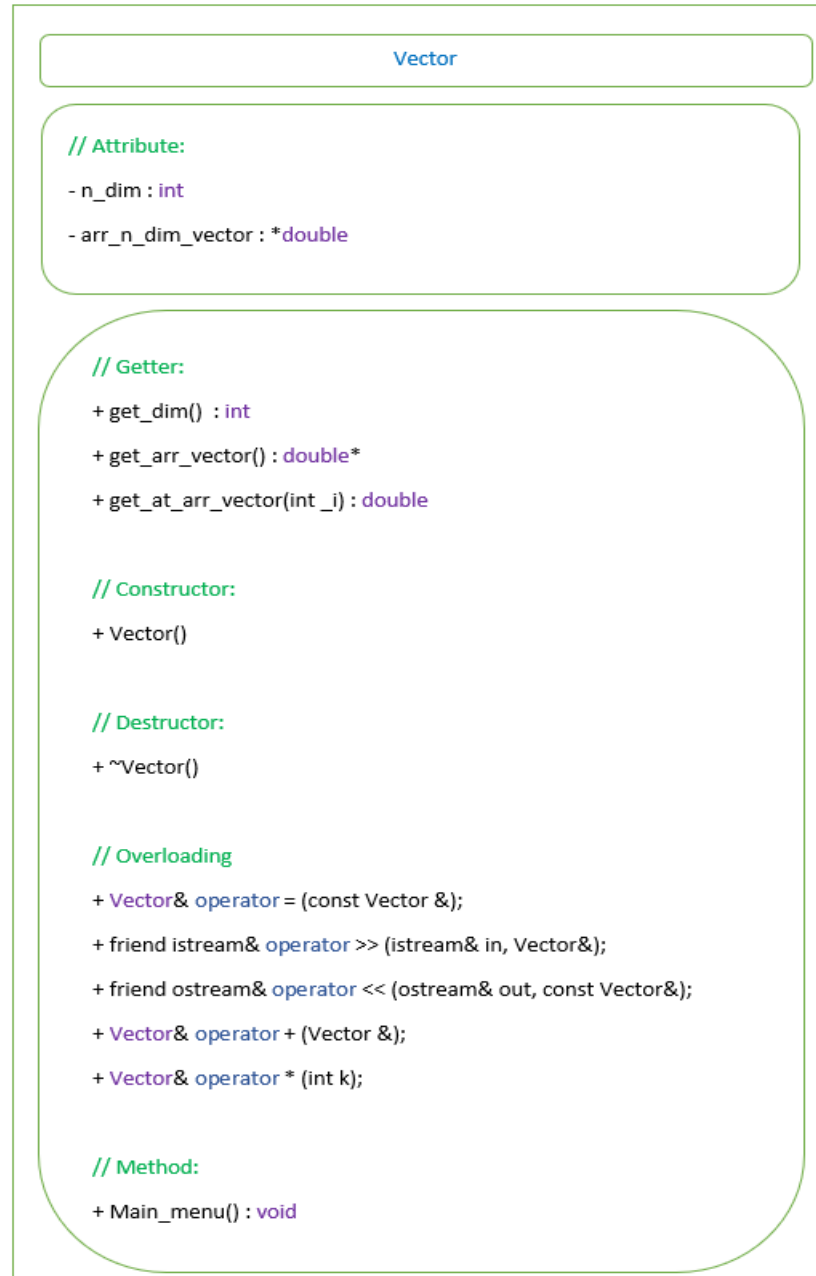 Vector
// Attribute:
- n_dim : int
- arr_n_dim_vector : *double
// Getter:
+ get_dim() : int
+ get_arr_vector() : double*
+ get_at_arr_vector(int _i) : double
// Constructor:
+ Vector()
// Destructor:
+ ~Vector()
// Overloading
+ Vector& operator = (const Vector &);
+ friend istream& operator >> (istream& in, Vector&);
+ friend ostream& operator << (ostream& out, const Vector&);
+ Vector& operator + (Vector &);
+ Vector& operator * (int k);
// Method:
+ Main_menu() : void